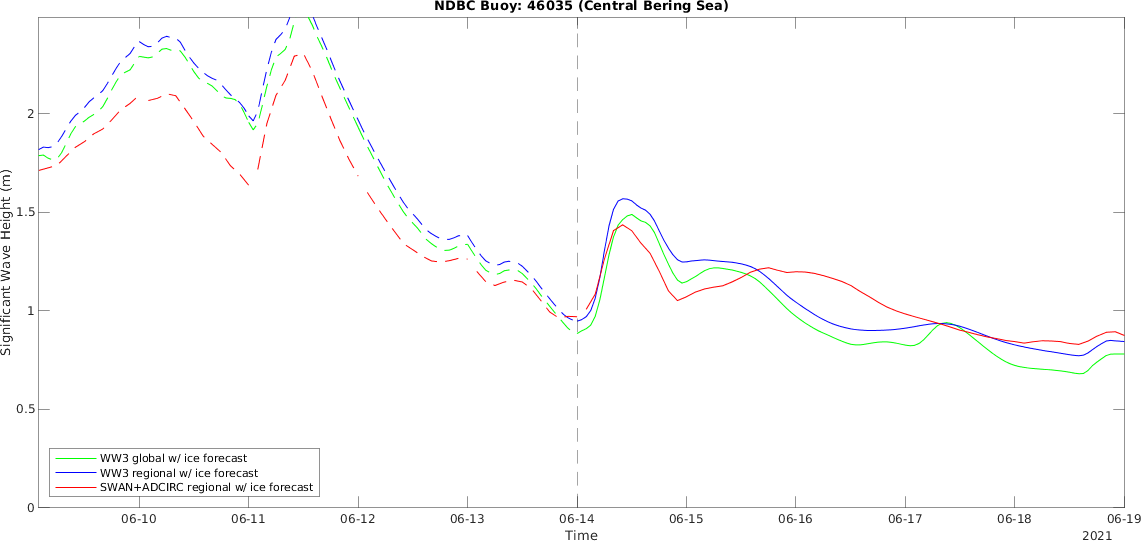 NDBC Buoy: 46035 (Central Bering Sea)
Significant Wave Height (m)
2
1.5
1
0.5
0
WW3 global w/ ice forecast
WW3 regional w/ ice forecast
SWAN+ADCIRC regional w/ ice forecast
06-10 06-11 06-12 06-13 06-14 06-15 06-16 06-17 06-18 06-19
Time
2021